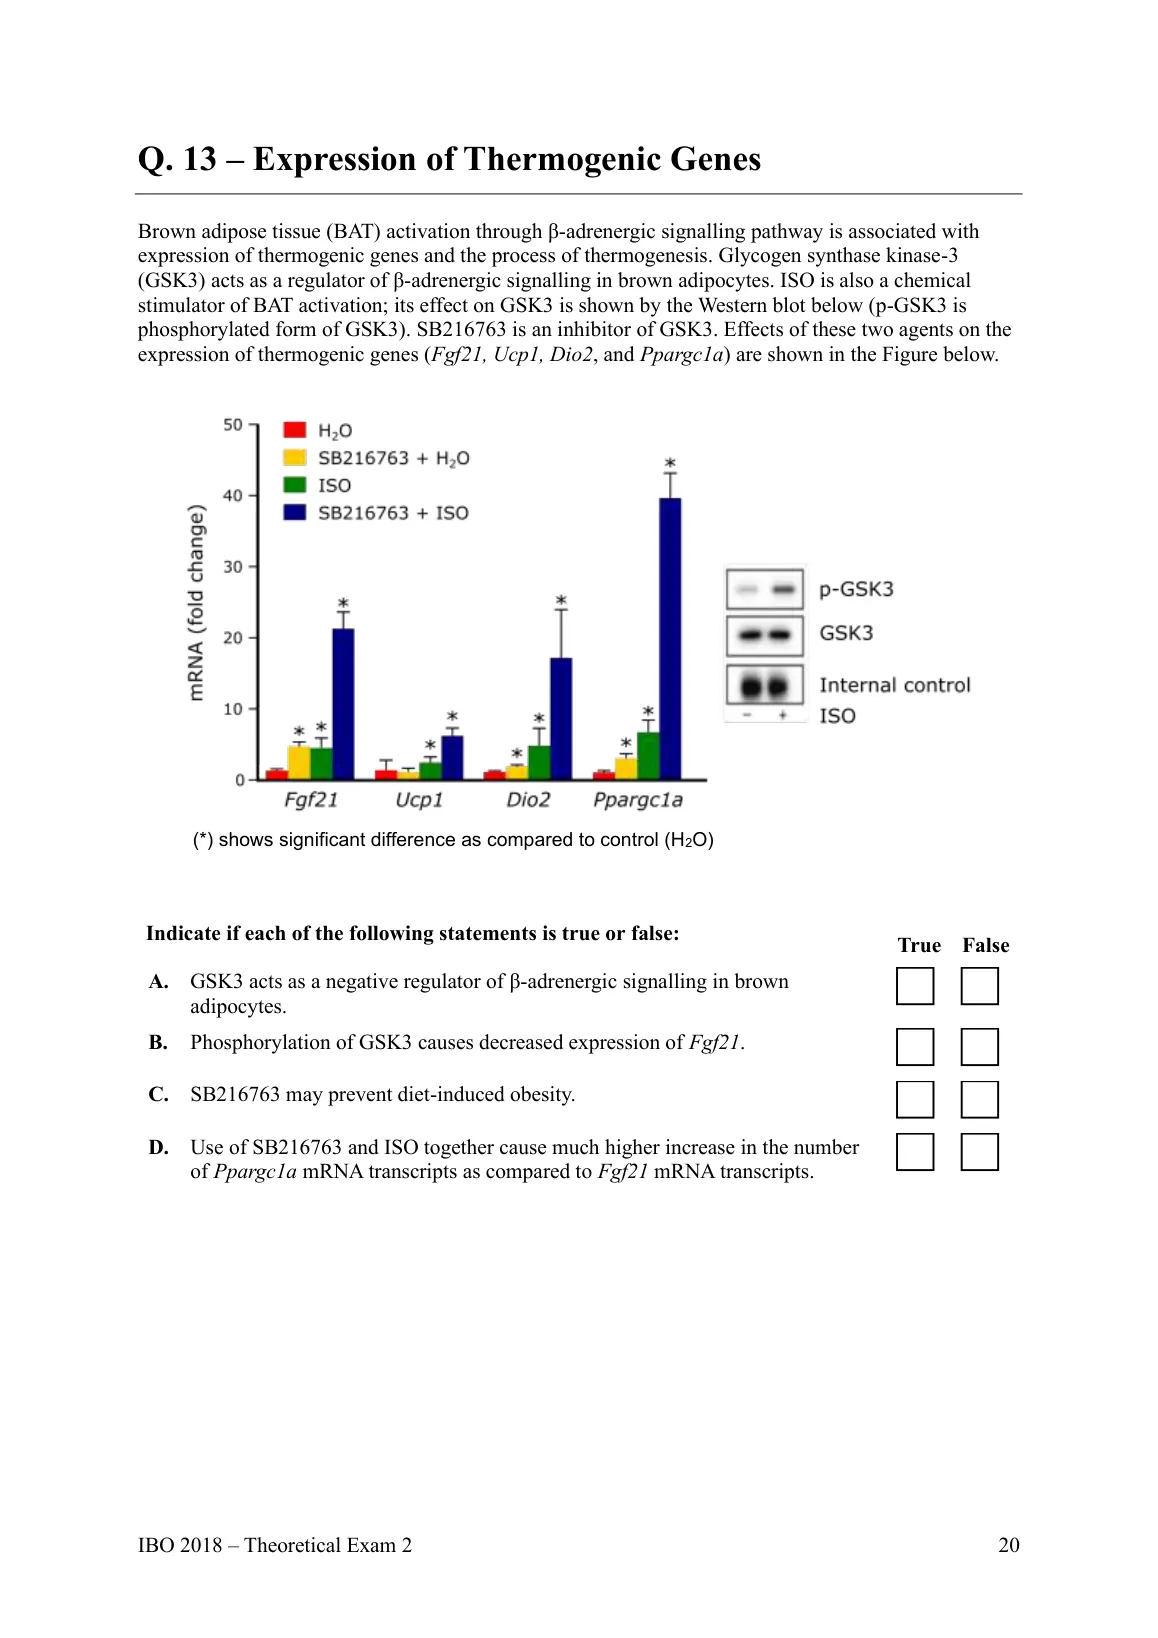 Q. 13 – Expression of Thermogenic Genes
Brown adipose tissue (BAT) activation through β-adrenergic signalling pathway is associated with
expression of thermogenic genes and the process of thermogenesis. Glycogen synthase kinase-3
(GSK3) acts as a regulator of β-adrenergic signalling in brown adipocytes. ISO is also a chemical
stimulator of BAT activation; its effect on GSK3 is shown by the Western blot below (p-GSK3 is
phosphorylated form of GSK3). SB216763 is an inhibitor of GSK3. Effects of these two agents on the
expression of thermogenic genes (Fgf21, Ucp1, Dio2, and Ppargc1a) are shown in the Figure below.
mRNA (fold change)
50
40
30
20
10
0
H₂O
SB216763 + H₂O
ISO
SB216763 + ISO
* * *
* *
* * *
* * *
Fgf21 Ucp1 Dio2 Ppargc1a
p-GSK3
GSK3
Internal control
– + ISO
(*) shows significant difference as compared to control (H₂O)
Indicate if each of the following statements is true or false:
True False
A. GSK3 acts as a negative regulator of β-adrenergic signalling in brown
adipocytes.
B. Phosphorylation of GSK3 causes decreased expression of Fgf21.
C. SB216763 may prevent diet-induced obesity.
D. Use of SB216763 and ISO together cause much higher increase in the number
of Ppargc1a mRNA transcripts as compared to Fgf21 mRNA transcripts.
IBO 2018 – Theoretical Exam 2 20